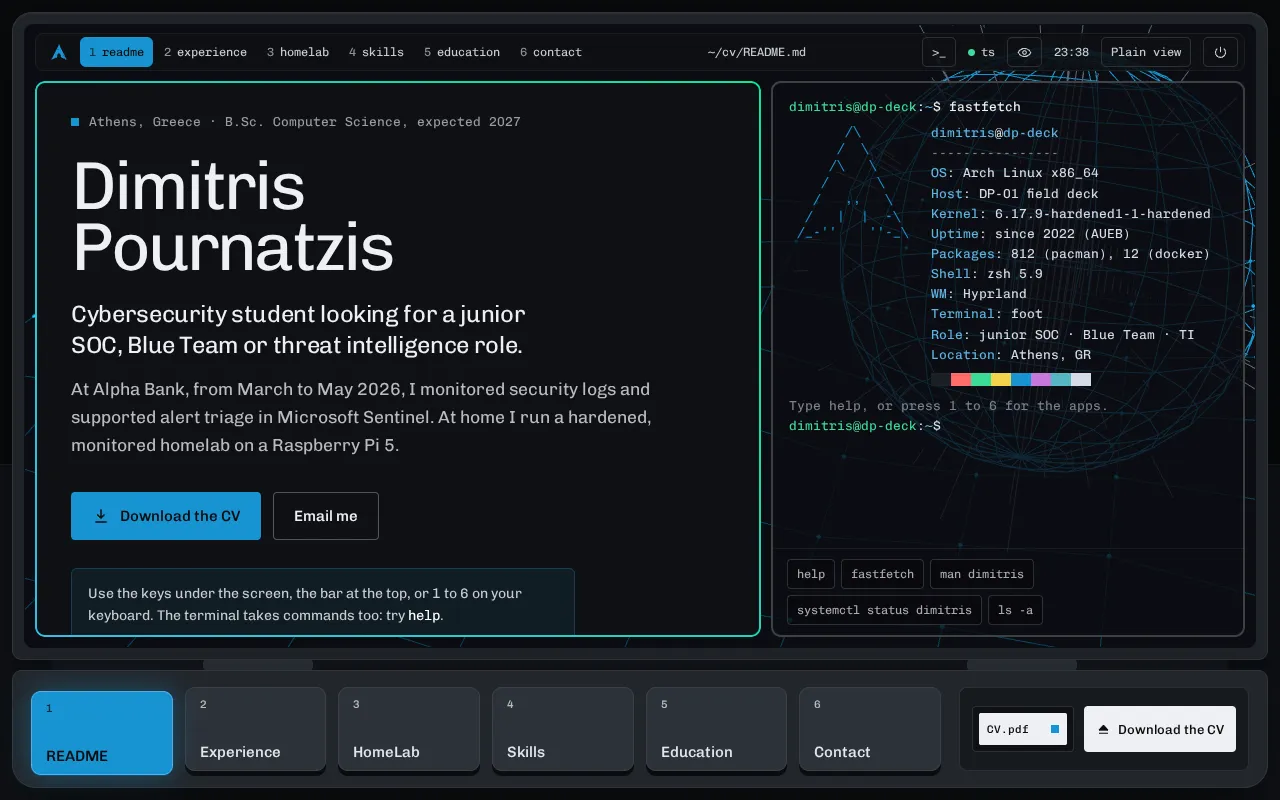 1 readme 2 experience 3 homelab 4 skills 5 education 6 contact ~/cv/README.md >_ ts 23:38 Plain view
Athens, Greece · B.Sc. Computer Science, expected 2027
Dimitris
Pournatzis
Cybersecurity student looking for a junior
SOC, Blue Team or threat intelligence role.
At Alpha Bank, from March to May 2026, I monitored security logs and
supported alert triage in Microsoft Sentinel. At home I run a hardened,
monitored homelab on a Raspberry Pi 5.
Download the CV Email me
Use the keys under the screen, the bar at the top, or 1 to 6 on your
keyboard. The terminal takes commands too: try help.
dimitris@dp-deck:~$ fastfetch
dimitris@dp-deck
----------------
OS: Arch Linux x86_64
Host: DP-01 field deck
Kernel: 6.17.9-hardened1-1-hardened
Uptime: since 2022 (AUEB)
Packages: 812 (pacman), 12 (docker)
Shell: zsh 5.9
WM: Hyprland
Terminal: foot
Role: junior SOC · Blue Team · TI
Location: Athens, GR
Type help, or press 1 to 6 for the apps.
dimitris@dp-deck:~$
help fastfetch man dimitris
systemctl status dimitris ls -a
1 README
2 Experience
3 HomeLab
4 Skills
5 Education
6 Contact
CV.pdf Download the CV